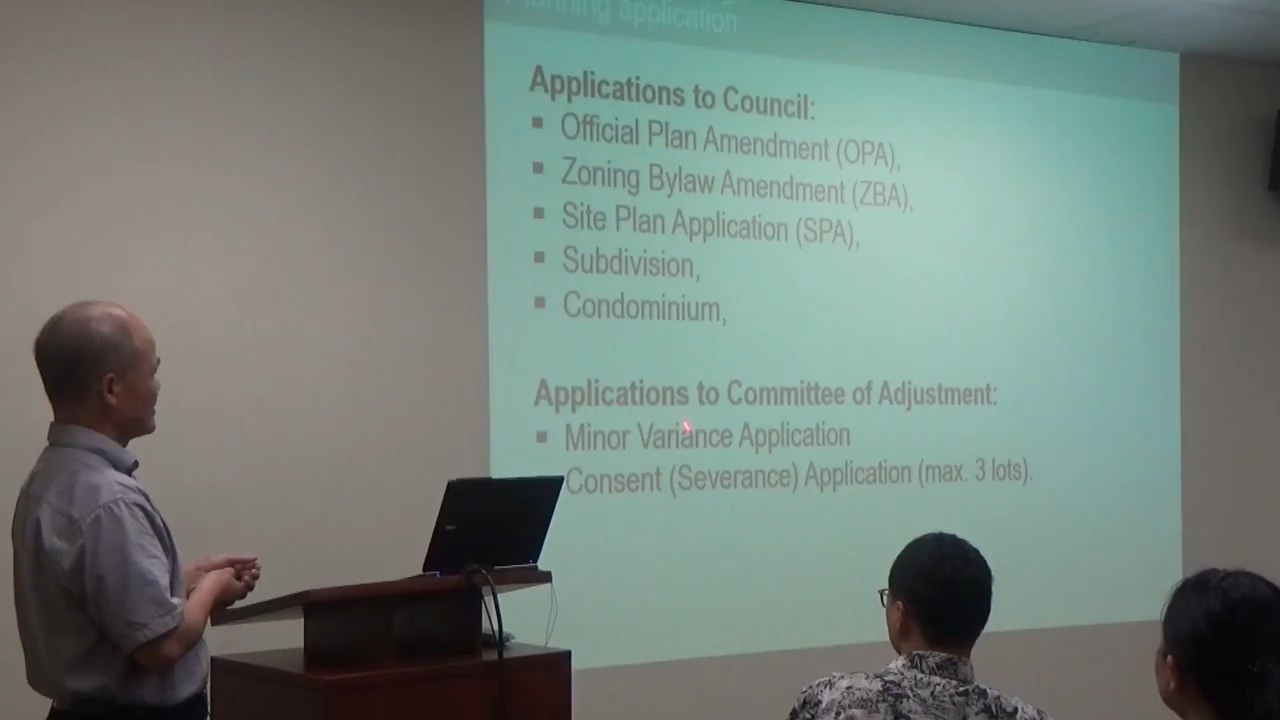 Planning application
Applications to Council:
▪ Official Plan Amendment (OPA),
▪ Zoning Bylaw Amendment (ZBA),
▪ Site Plan Application (SPA),
▪ Subdivision,
▪ Condominium,
Applications to Committee of Adjustment:
▪ Minor Variance Application
Consent (Severance) Application (max. 3 lots).